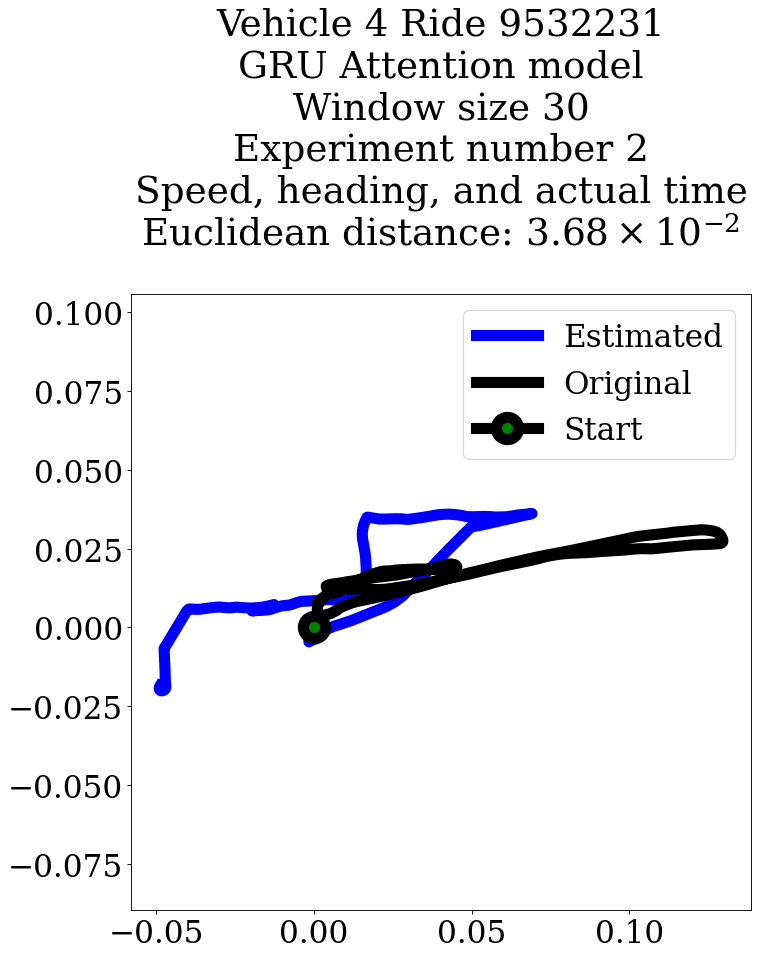 Vehicle 4 Ride 9532231
GRU Attention model
Window size 30
Experiment number 2
Speed, heading, and actual time
Euclidean distance: 3.68 × 10⁻²
Estimated
Original
Start
0.100
0.075
0.050
0.025
0.000
−0.025
−0.050
−0.075
−0.05 0.00 0.05 0.10